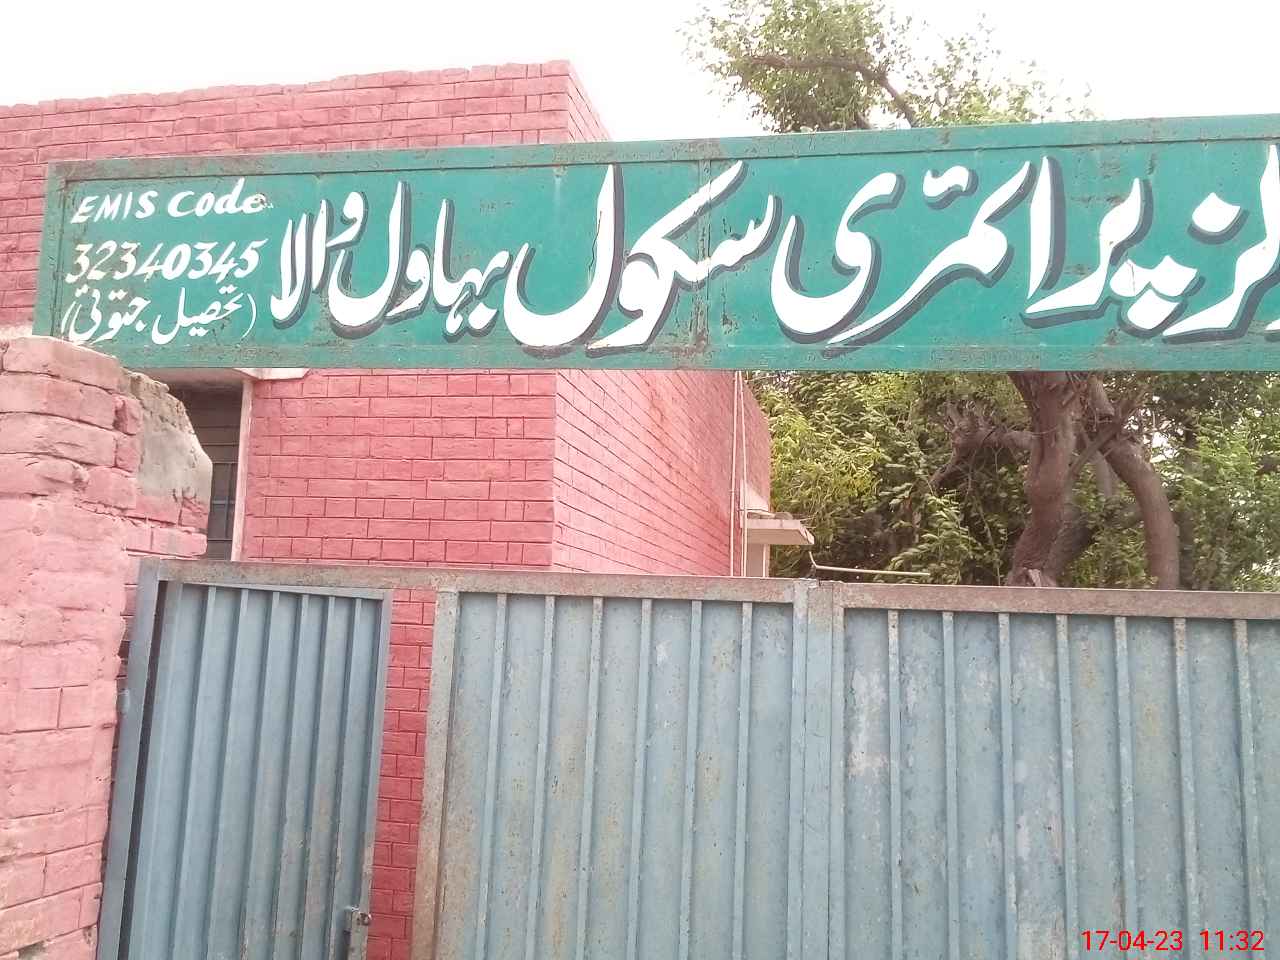 لز پرائمری سکول بہاول والا
EMIS Code
32340345
(تحصیل جتوئی)
17-04-23 11:32